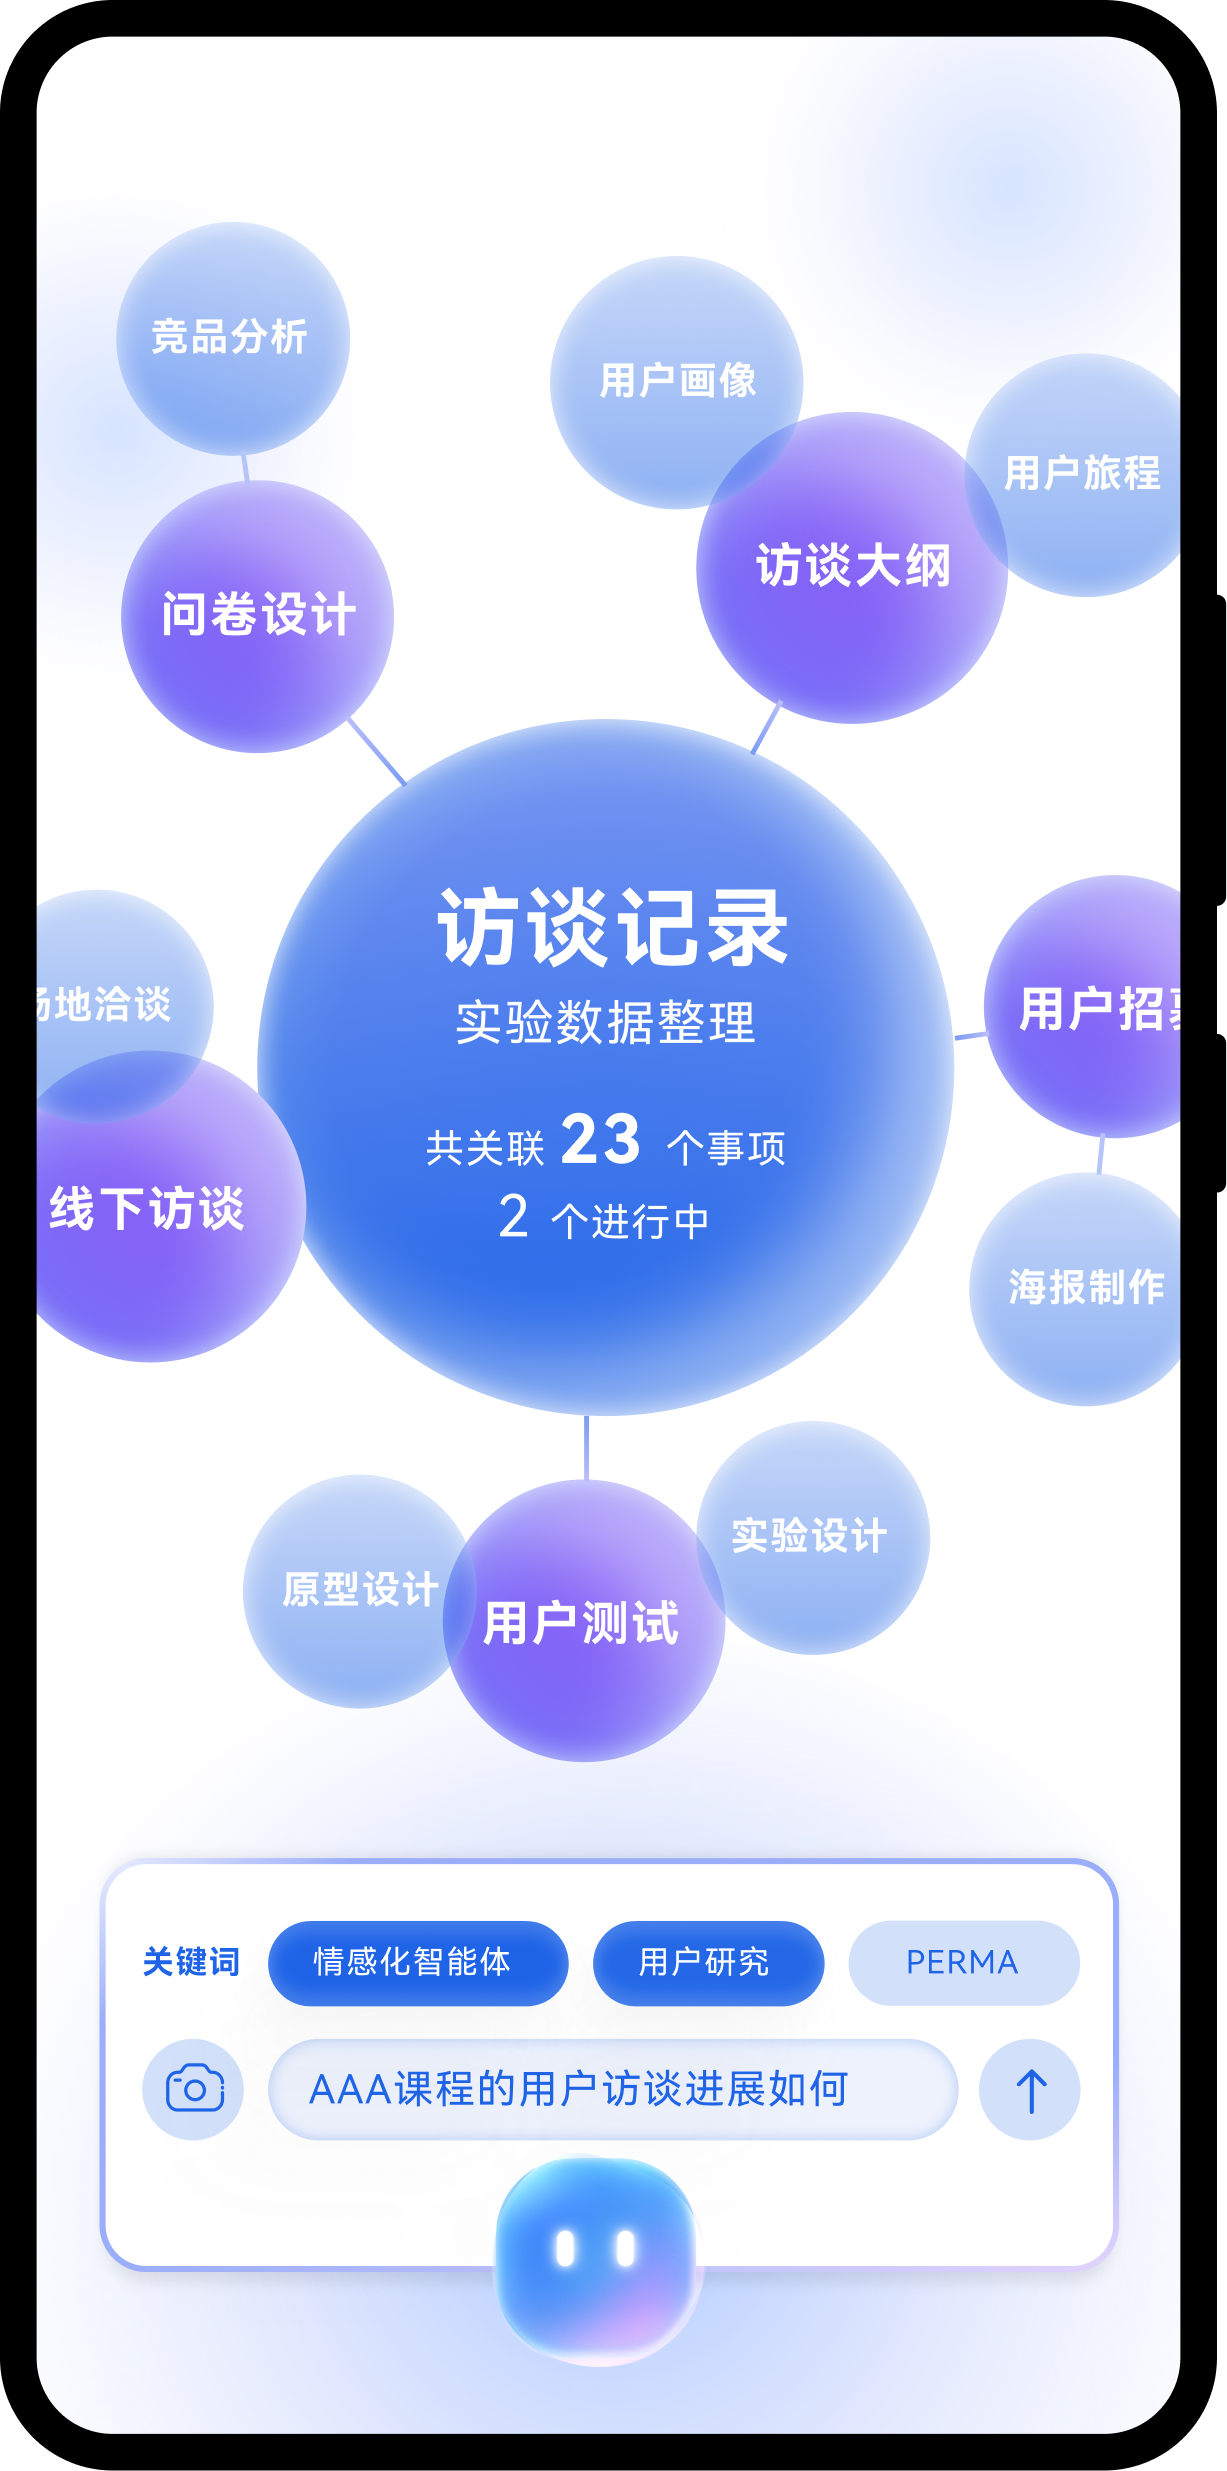 竞品分析
用户画像
用户旅程
访谈大纲
问卷设计
访谈记录
实验数据整理
共关联 23 个事项
2 个进行中
地洽谈
用户招
线下访谈
海报制作
实验设计
原型设计
用户测试
关键词
情感化智能体
用户研究
PERMA
AAA课程的用户访谈进展如何